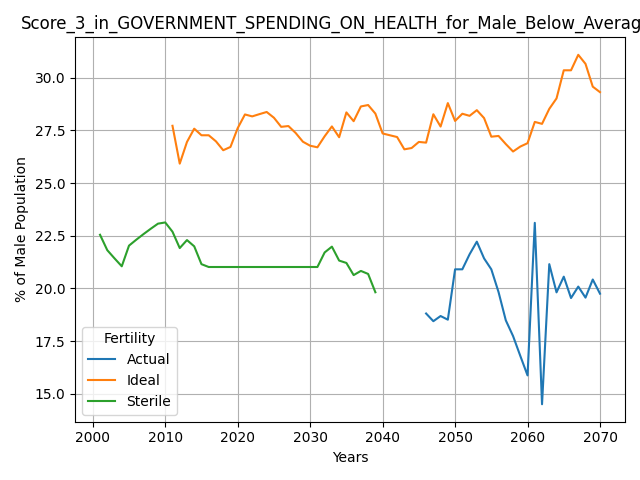 Score_3_in_GOVERNMENT_SPENDING_ON_HEALTH_for_Male_Below_Averag
% of Male Population
30.0
27.5
25.0
22.5
20.0
17.5
15.0
Fertility
Actual
Ideal
Sterile
2000 2010 2020 2030 2040 2050 2060 2070
Years